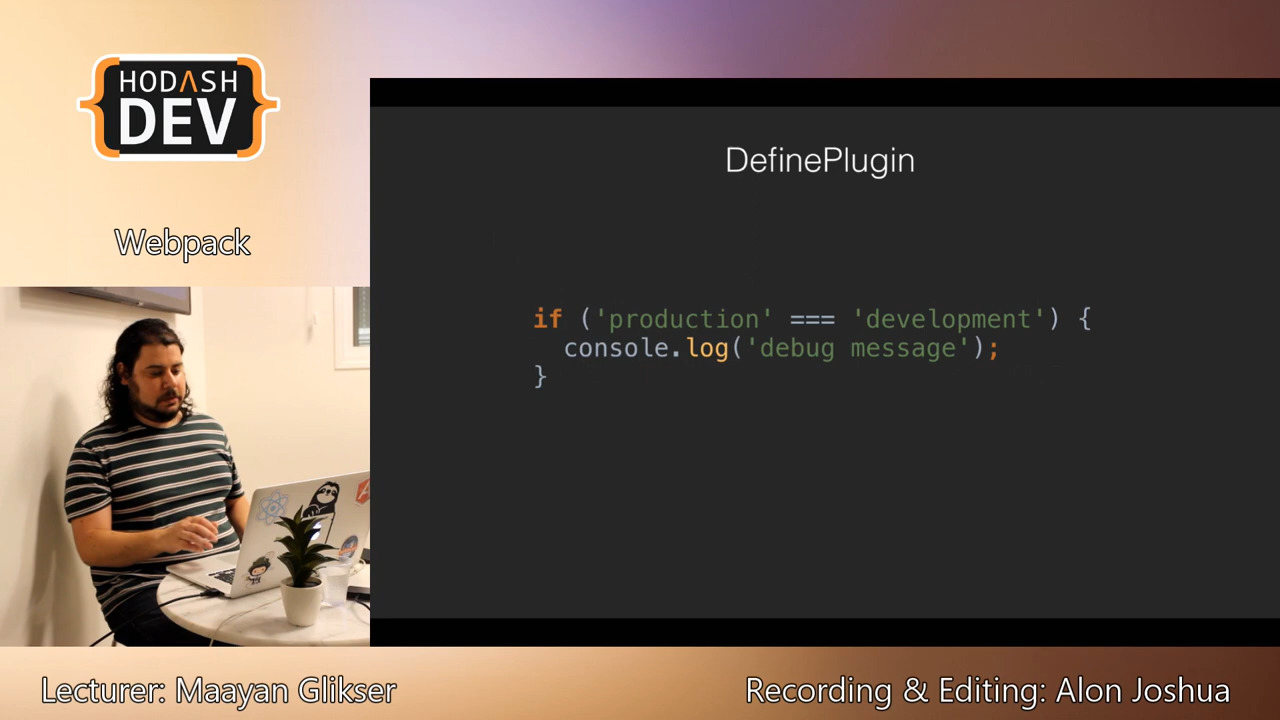 HODASH
DEV
Webpack
DefinePlugin
if ('production' === 'development') {
console.log('debug message');
}
Lecturer: Maayan Glikser
Recording & Editing: Alon Joshua